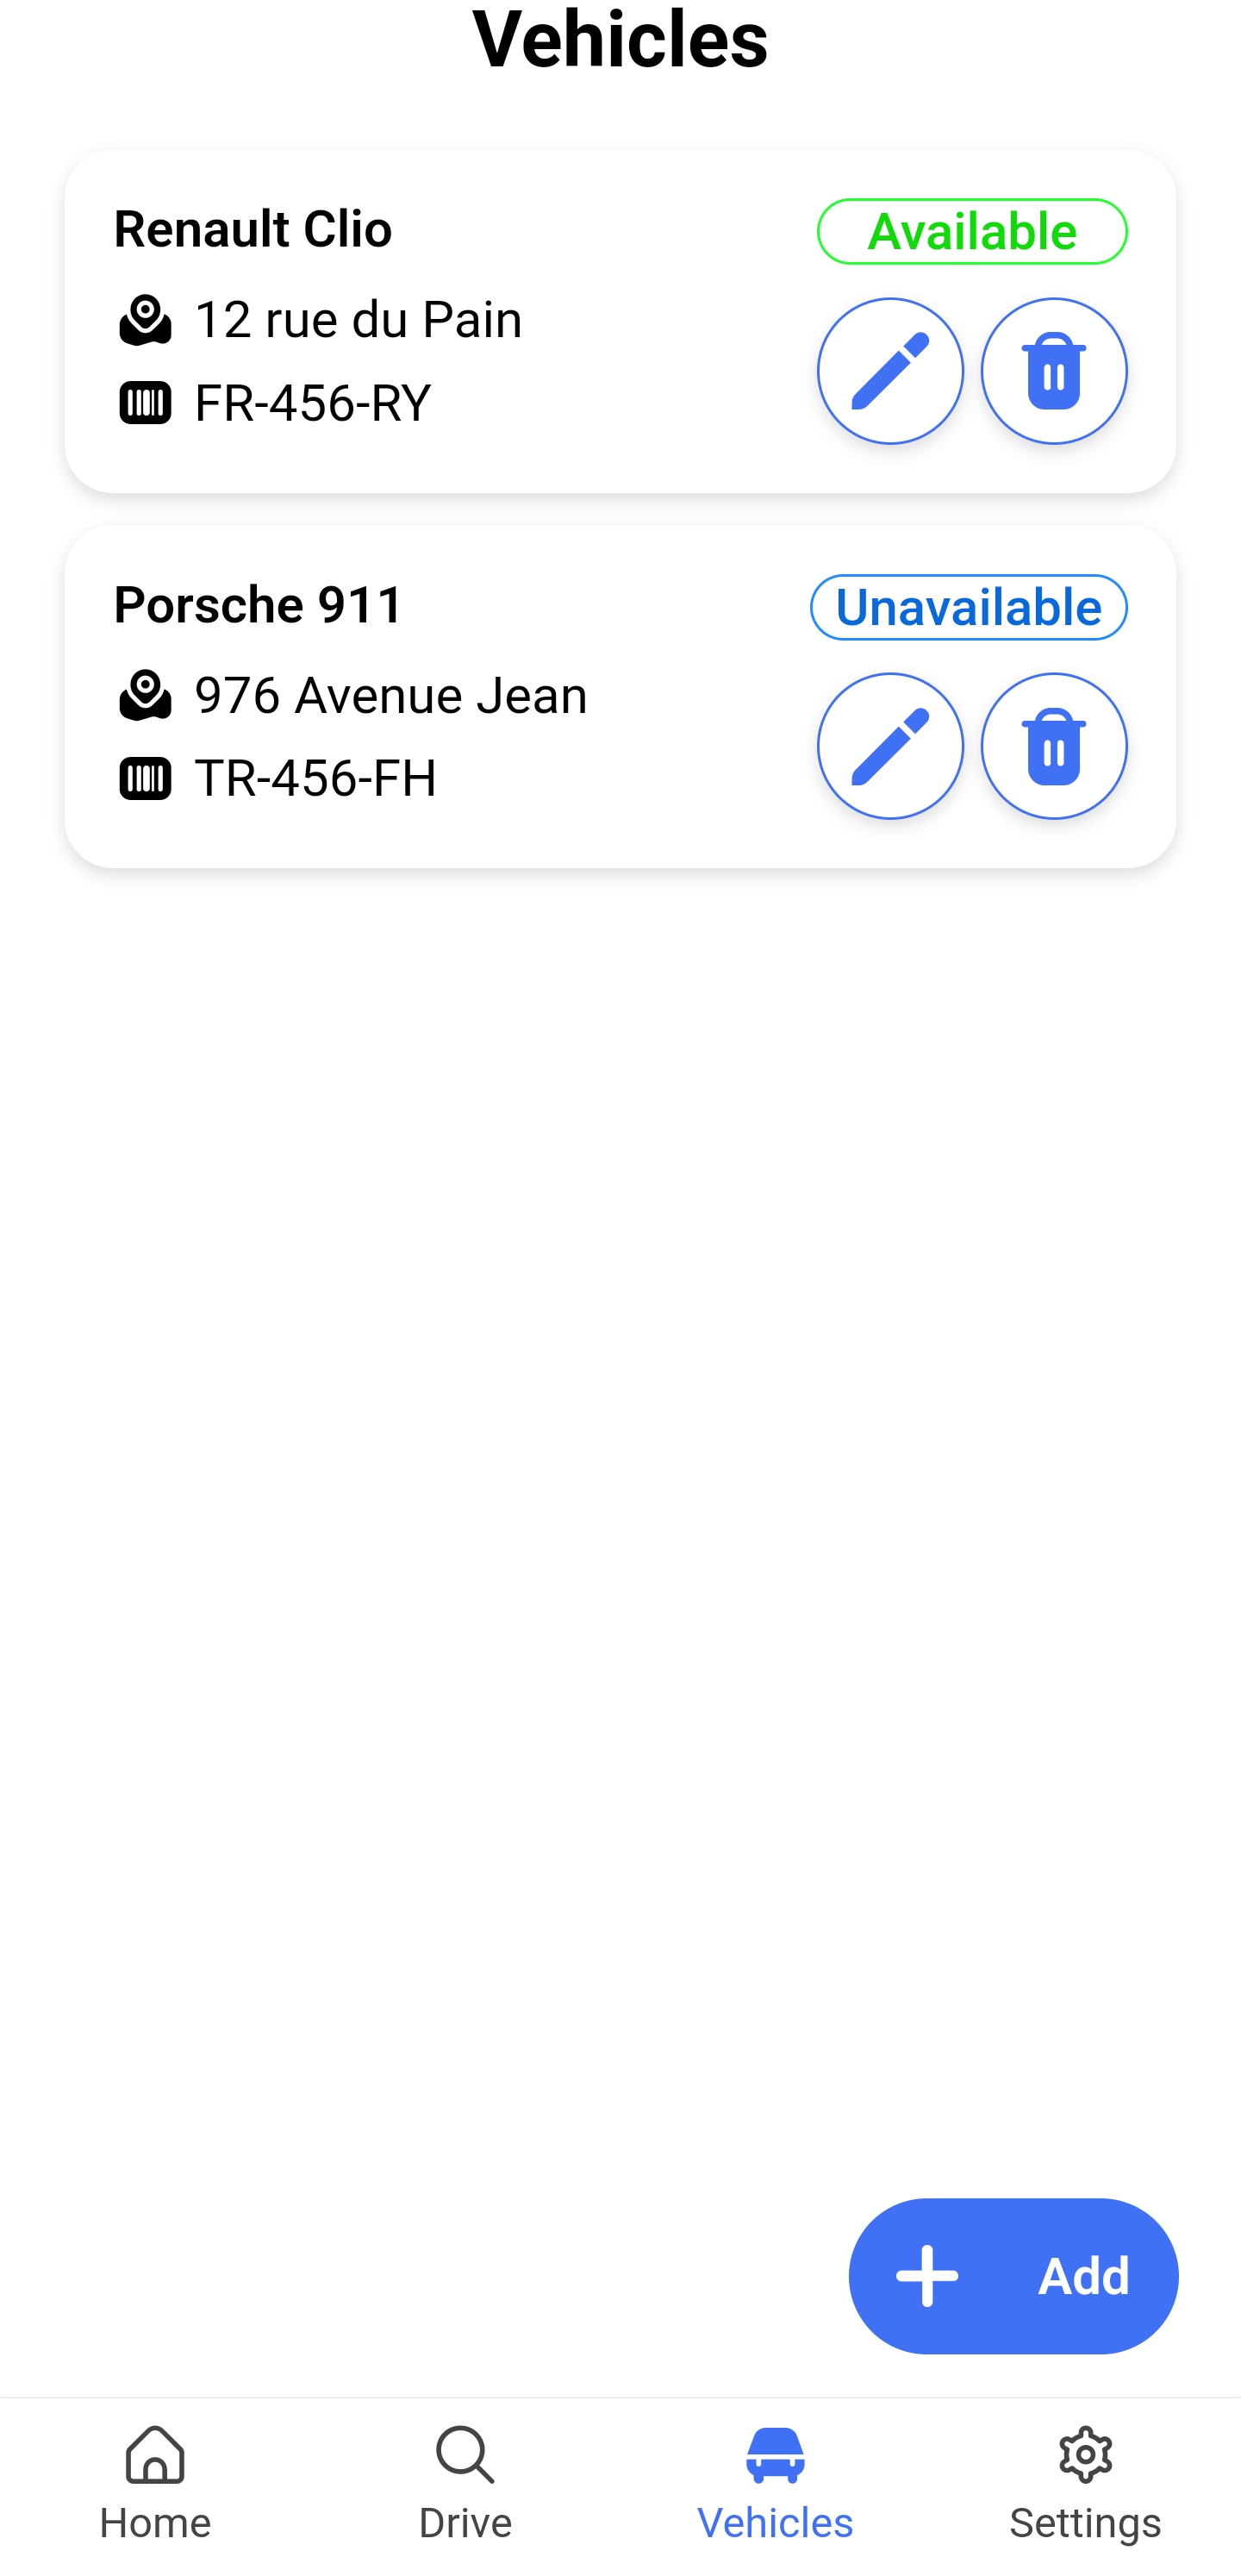 Vehicles
Renault Clio
Available
12 rue du Pain
FR-456-RY
Porsche 911
Unavailable
976 Avenue Jean
TR-456-FH
Add
Home
Drive
Vehicles
Settings